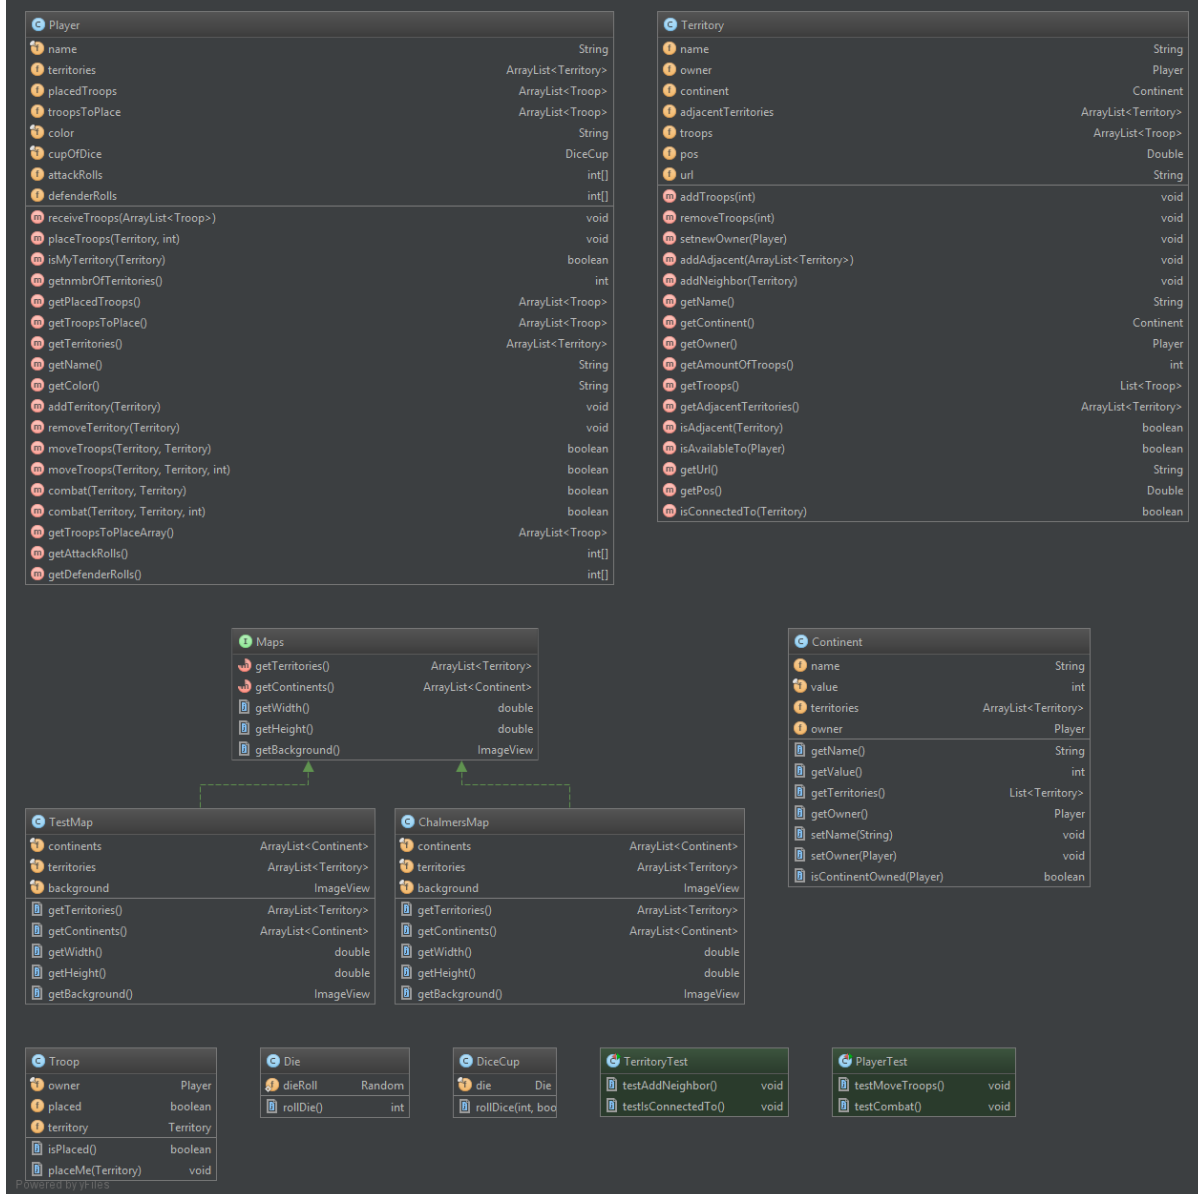 Player
name String
territories ArrayList<Territory>
placedTroops ArrayList<Troop>
troopsToPlace ArrayList<Troop>
color String
cupOfDice DiceCup
attackRolls int[]
defenderRolls int[]
receiveTroops(ArrayList<Troop>) void
placeTroops(Territory, int) void
isMyTerritory(Territory) boolean
getnmbrOfTerritories() int
getPlacedTroops() ArrayList<Troop>
getTroopsToPlace() ArrayList<Troop>
getTerritories() ArrayList<Territory>
getName() String
getColor() String
addTerritory(Territory) void
removeTerritory(Territory) void
moveTroops(Territory, Territory) boolean
moveTroops(Territory, Territory, int) boolean
combat(Territory, Territory) boolean
combat(Territory, Territory, int) boolean
getTroopsToPlaceArray() ArrayList<Troop>
getAttackRolls() int[]
getDefenderRolls() int[]
Territory
name String
owner Player
continent Continent
adjacentTerritories ArrayList<Territory>
troops ArrayList<Troop>
pos Double
url String
addTroops(int) void
removeTroops(int) void
setnewOwner(Player) void
addAdjacent(ArrayList<Territory>) void
addNeighbor(Territory) void
getName() String
getContinent() Continent
getOwner() Player
getAmountOfTroops() int
getTroops() List<Troop>
getAdjacentTerritories() ArrayList<Territory>
isAdjacent(Territory) boolean
isAvailableTo(Player) boolean
getUrl() String
getPos() Double
isConnectedTo(Territory) boolean
Maps
getTerritories() ArrayList<Territory>
getContinents() ArrayList<Continent>
getWidth() double
getHeight() double
getBackground() ImageView
Continent
name String
value int
territories ArrayList<Territory>
owner Player
getName() String
getValue() int
getTerritories() List<Territory>
getOwner() Player
setName(String) void
setOwner(Player) void
isContinentOwned(Player) boolean
TestMap
continents ArrayList<Continent>
territories ArrayList<Territory>
background ImageView
getTerritories() ArrayList<Territory>
getContinents() ArrayList<Continent>
getWidth() double
getHeight() double
getBackground() ImageView
ChalmersMap
continents ArrayList<Continent>
territories ArrayList<Territory>
background ImageView
getTerritories() ArrayList<Territory>
getContinents() ArrayList<Continent>
getWidth() double
getHeight() double
getBackground() ImageView
Troop
owner Player
placed boolean
territory Territory
isPlaced() boolean
placeMe(Territory) void
Die
dieRoll Random
rollDie() int
DiceCup
die Die
rollDice(int, boo
TerritoryTest
testAddNeighbor() void
testIsConnectedTo() void
PlayerTest
testMoveTroops() void
testCombat() void
Powered by yFiles